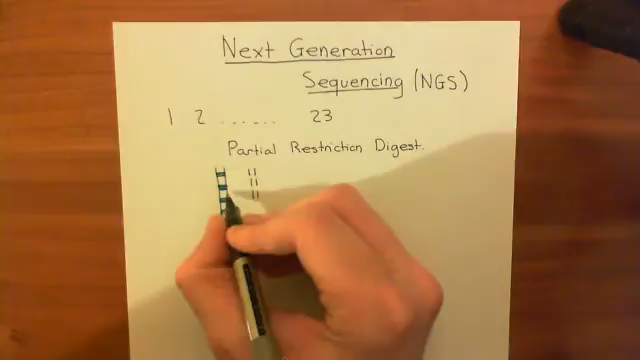 Next Generation
Sequencing (NGS)
1 2 ...... 23
Partial Restriction Digest.